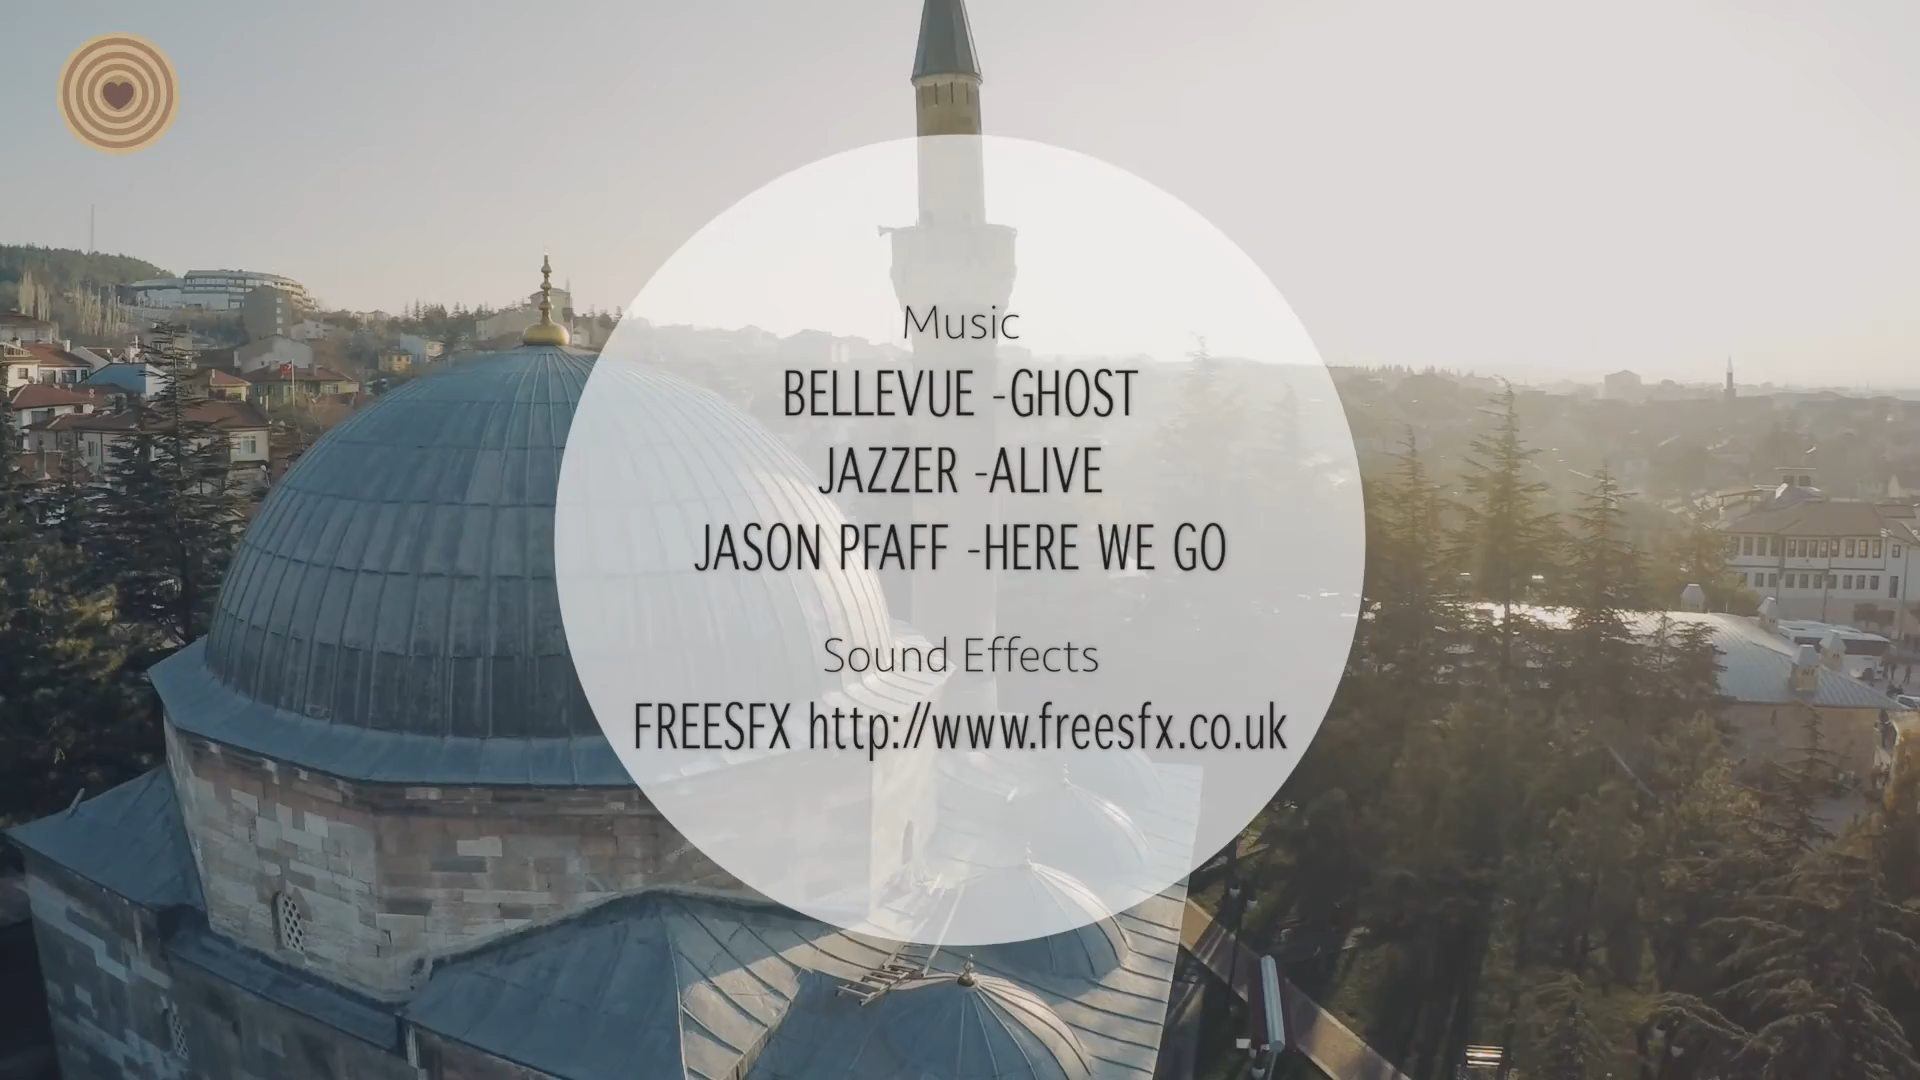 Music
BELLEVUE -GHOST
JAZZER -ALIVE
JASON PFAFF -HERE WE GO
Sound Effects
FREESFX http://www.freesfx.co.uk